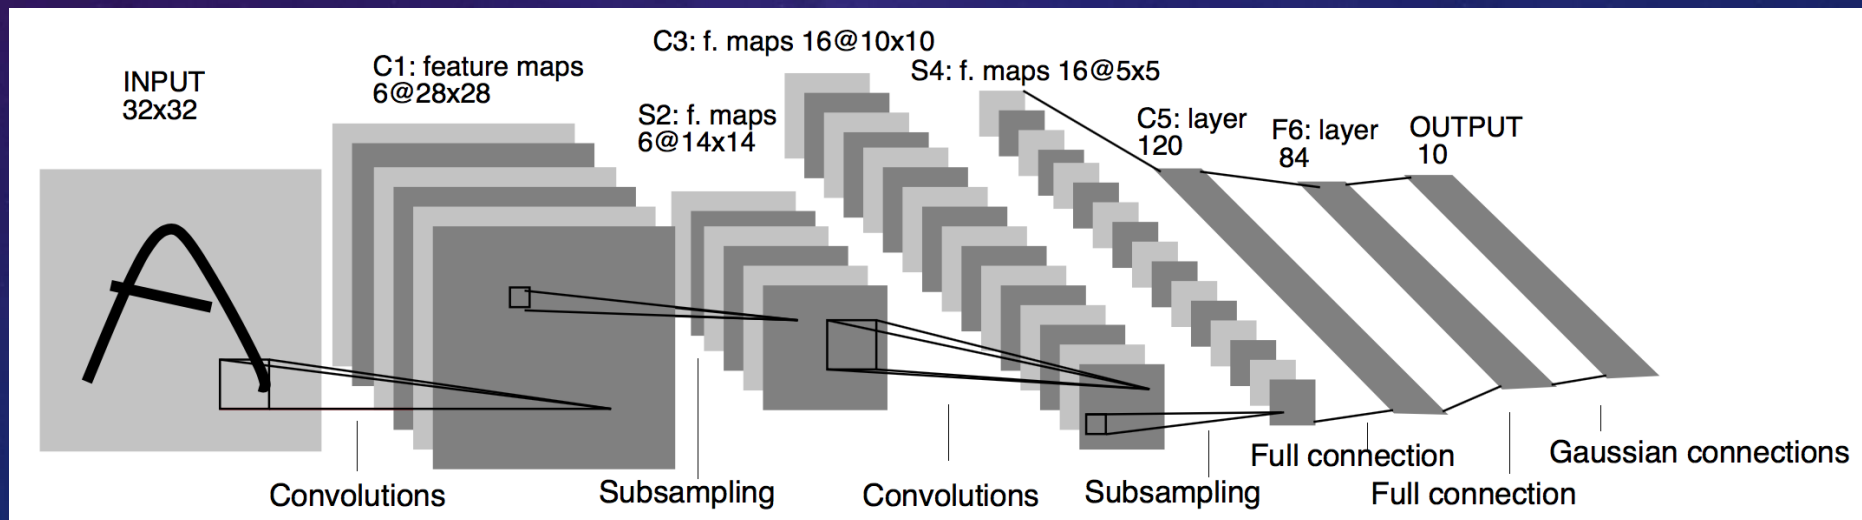 INPUT
32x32
C1: feature maps
6@28x28
S2: f. maps
6@14x14
C3: f. maps 16@10x10
S4: f. maps 16@5x5
C5: layer
120
F6: layer
84
OUTPUT
10
Convolutions
Subsampling
Convolutions
Subsampling
Full connection
Full connection
Gaussian connections